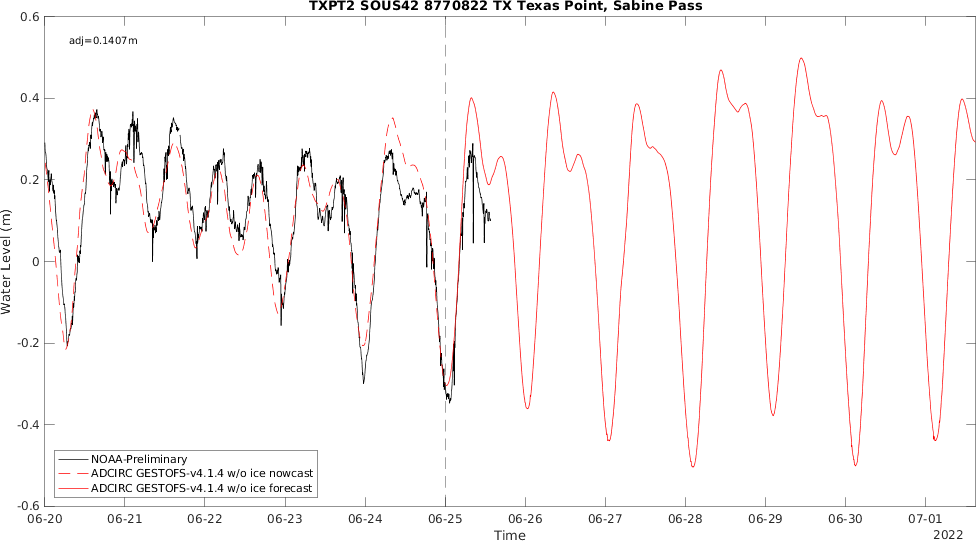 TXPT2 SOUS42 8770822 TX Texas Point, Sabine Pass
adj=0.1407m
0.6
0.4
0.2
0
-0.2
-0.4
-0.6
Water Level (m)
NOAA-Preliminary
ADCIRC GESTOFS-v4.1.4 w/o ice nowcast
ADCIRC GESTOFS-v4.1.4 w/o ice forecast
06-20 06-21 06-22 06-23 06-24 06-25 06-26 06-27 06-28 06-29 06-30 07-01
Time
2022